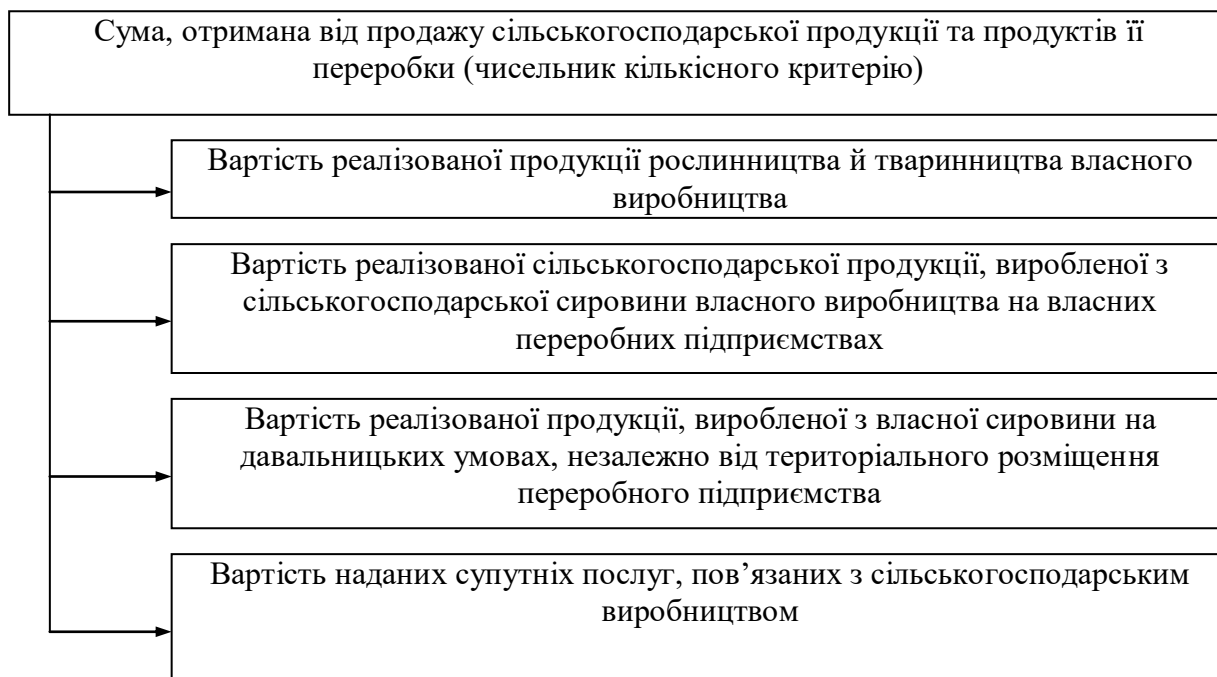 Сума, отримана від продажу сільськогосподарської продукції та продуктів її
переробки (чисельник кількісного критерію)
Вартість реалізованої продукції рослинництва й тваринництва власного
виробництва
Вартість реалізованої сільськогосподарської продукції, виробленої з
сільськогосподарської сировини власного виробництва на власних
переробних підприємствах
Вартість реалізованої продукції, виробленої з власної сировини на
давальницьких умовах, незалежно від територіального розміщення
переробного підприємства
Вартість наданих супутніх послуг, пов’язаних з сільськогосподарським
виробництвом